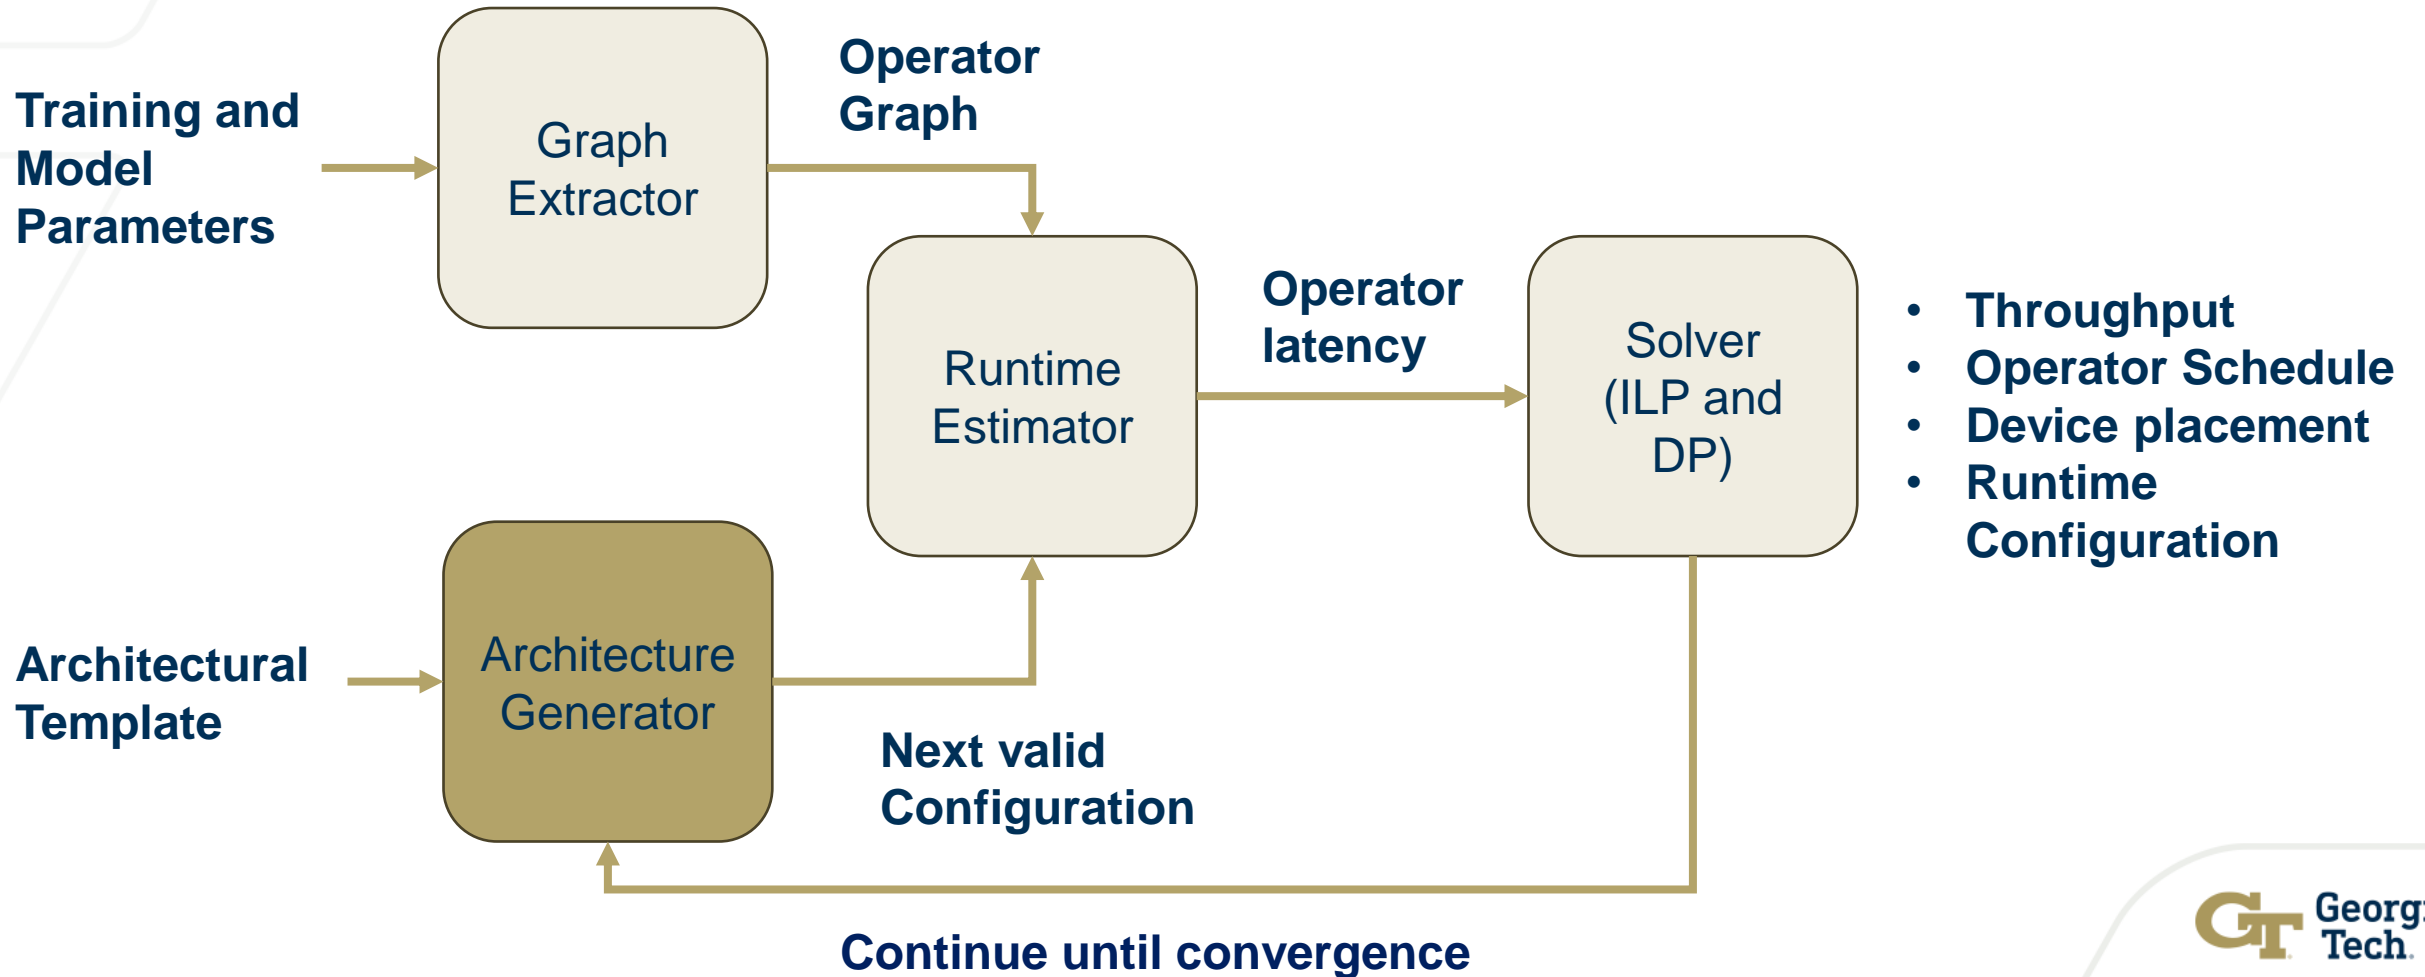 Training and
Model
Parameters
Graph
Extractor
Operator
Graph
Runtime
Estimator
Operator
latency
Solver
(ILP and
DP)
• Throughput
• Operator Schedule
• Device placement
• Runtime
Configuration
Architectural
Template
Architecture
Generator
Next valid
Configuration
Continue until convergence
GT
Tech.